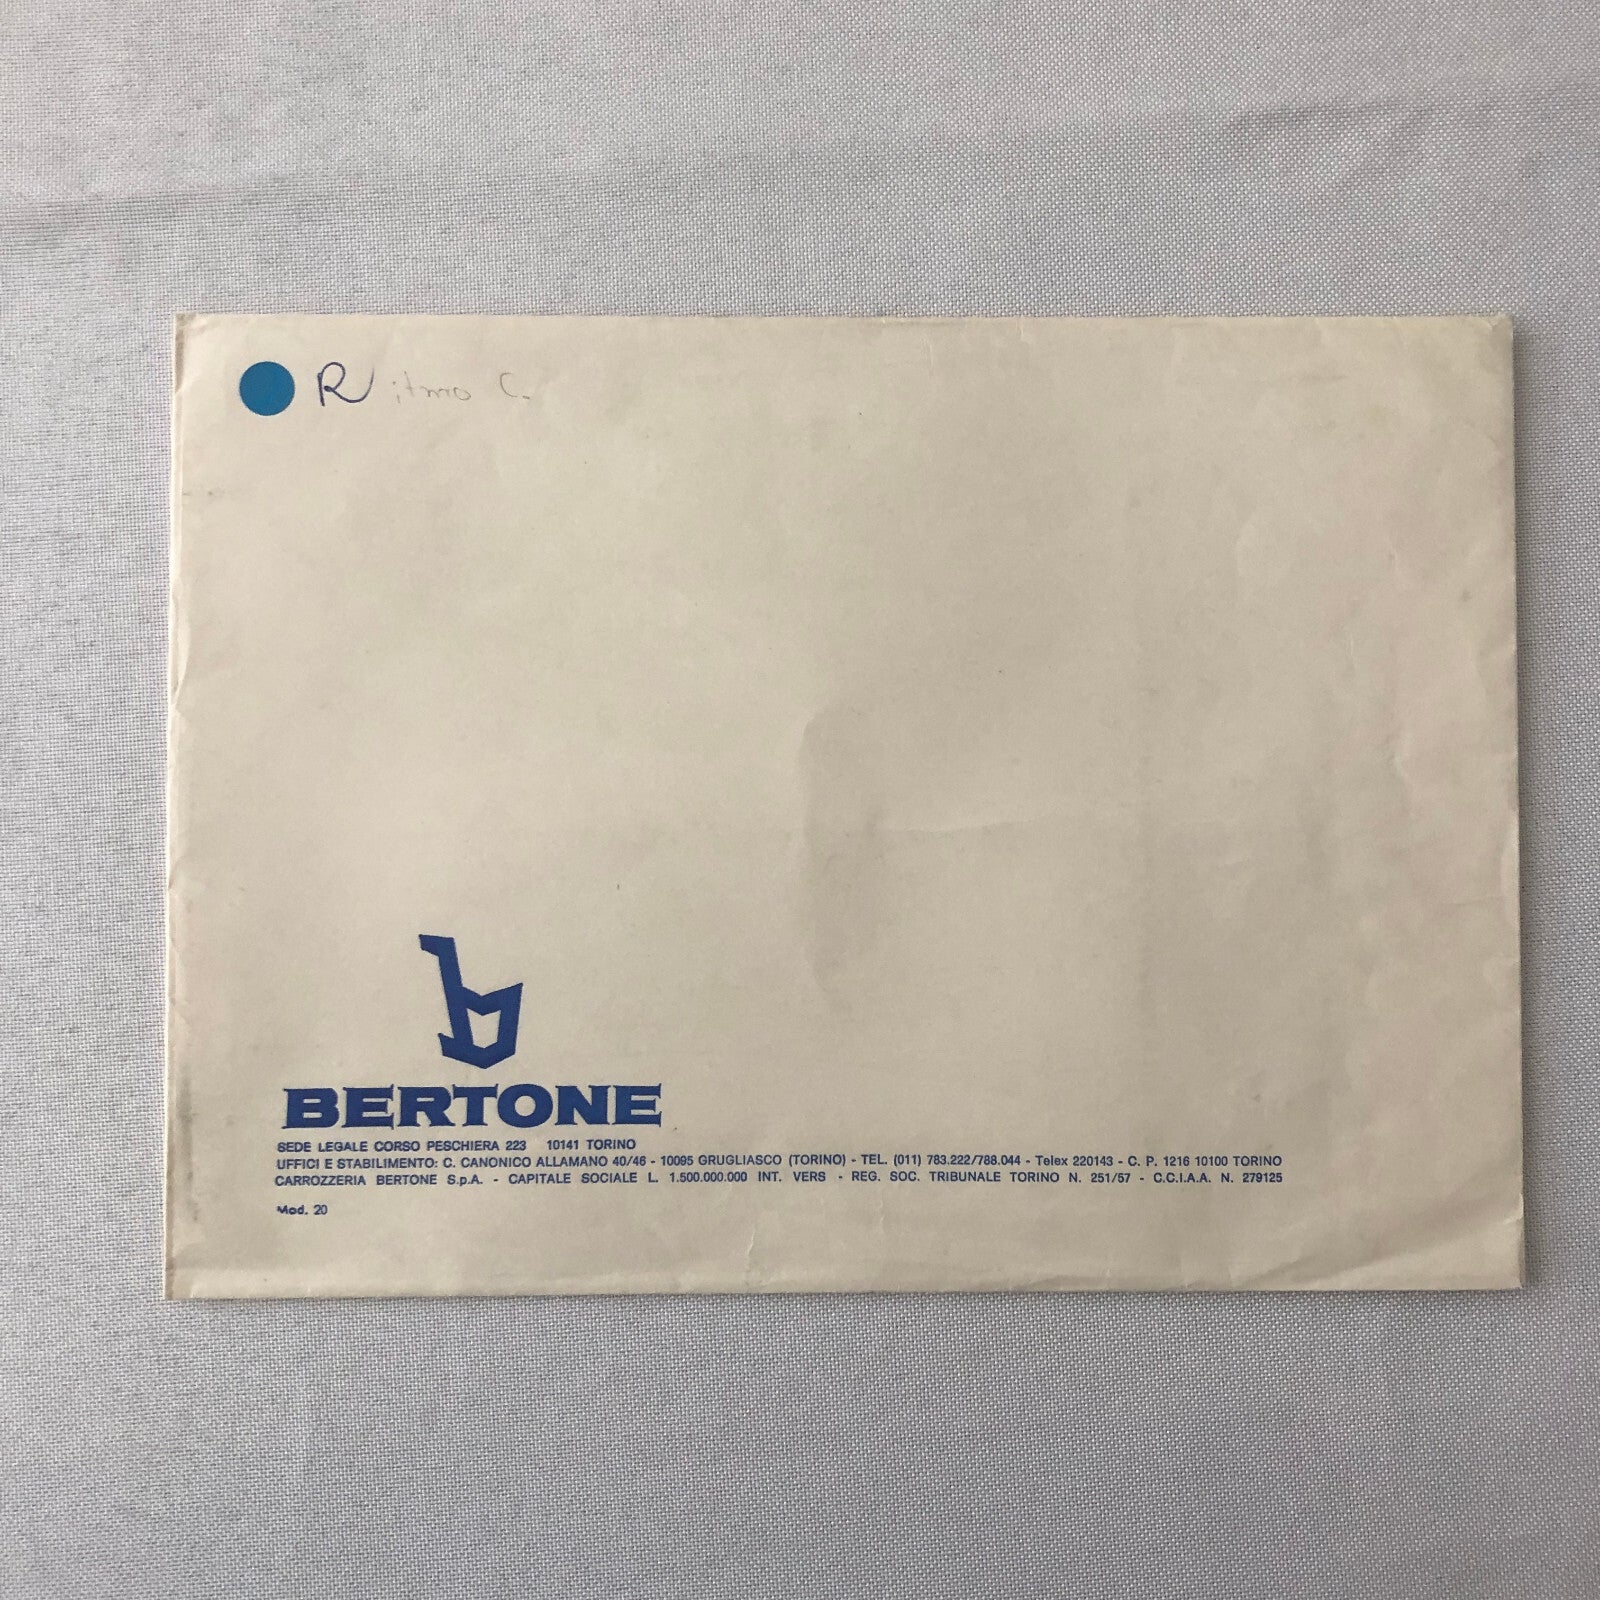 Ritmo C.
BERTONE
SEDE LEGALE CORSO PESCHIERA 223 10141 TORINO
UFFICI E STABILIMENTO: C. CANONICO ALLAMANO 40/46 - 10095 GRUGLIASCO (TORINO) - TEL. (011) 783.222/788.044 - Telex 220143 - C. P. 1216 10100 TORINO
CARROZZERIA BERTONE S.p.A. - CAPITALE SOCIALE L. 1.500.000.000 INT. VERS - REG. SOC. TRIBUNALE TORINO N. 251/57 - C.C.I.A.A. N. 279125
Mod. 20